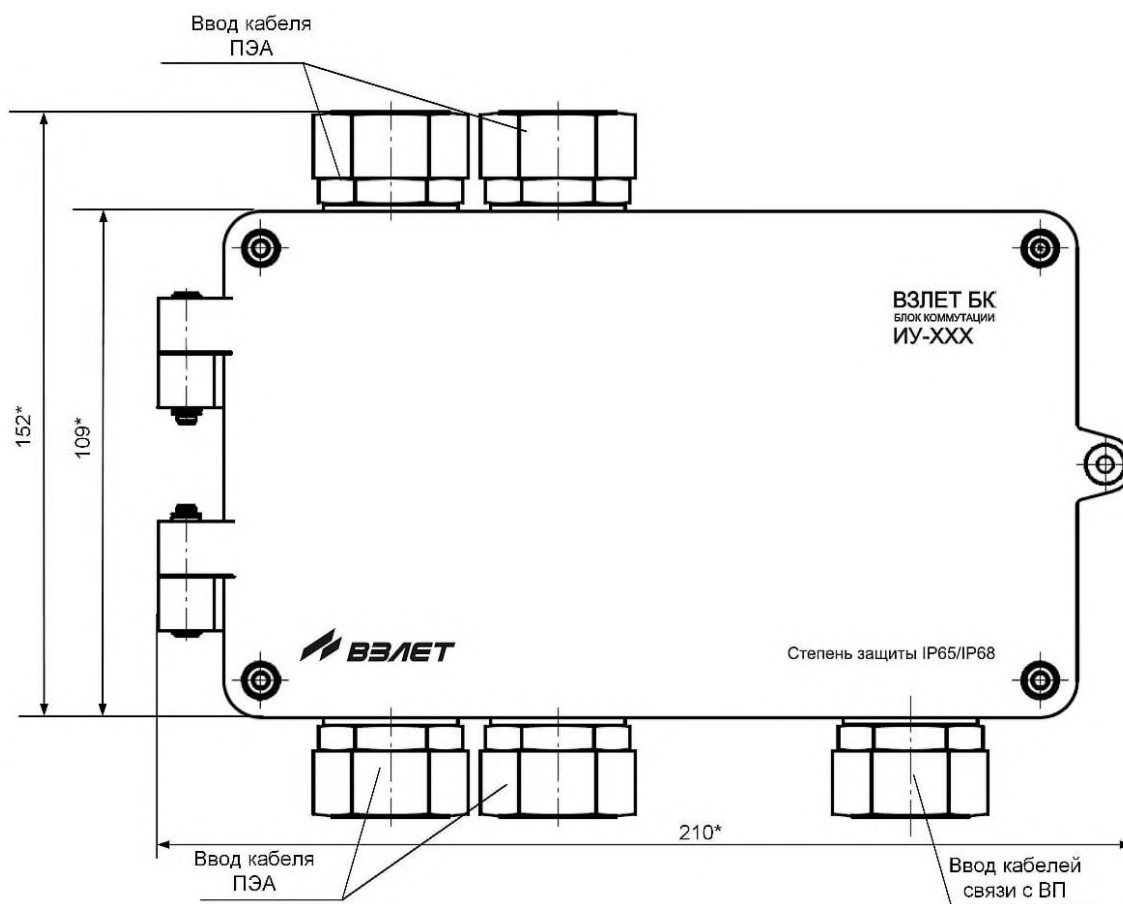 Ввод кабеля
ПЭА
152*
109*
ВЗЛЕТ БК
БЛОК КОММУТАЦИИ
ИУ-ХХХ
ВЗЛЕТ
Степень защиты IP65/IP68
210*
Ввод кабеля
ПЭА
Ввод кабелей
связи с ВП